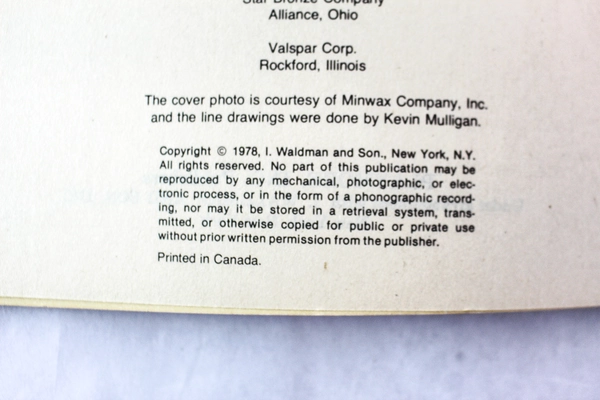 Star Bronze Company
Alliance, Ohio
Valspar Corp.
Rockford, Illinois
The cover photo is courtesy of Minwax Company, Inc.
and the line drawings were done by Kevin Mulligan.
Copyright © 1978, I. Waldman and Son., New York, N.Y.
All rights reserved. No part of this publication may be
reproduced by any mechanical, photographic, or elec-
tronic process, or in the form of a phonographic record-
ing, nor may it be stored in a retrieval system, trans-
mitted, or otherwise copied for public or private use
without prior written permission from the publisher.
Printed in Canada.